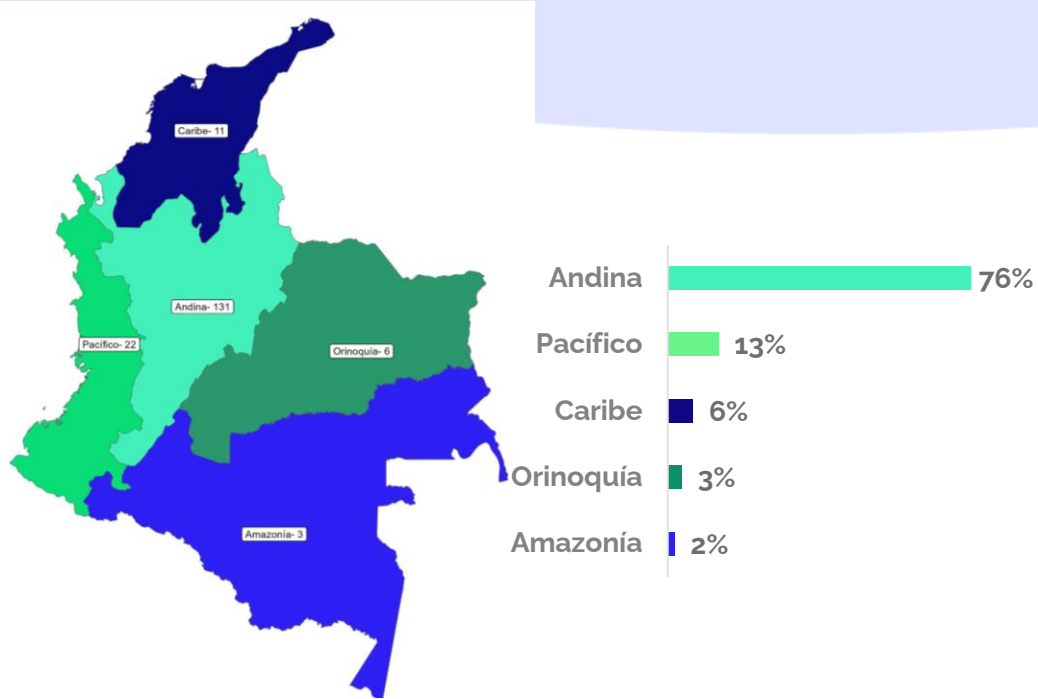 Caribe- 11
Andina- 131
Pacífico- 22
Orinoquía- 6
Amazonía- 3
Andina 76%
Pacífico 13%
Caribe 6%
Orinoquía 3%
Amazonía 2%